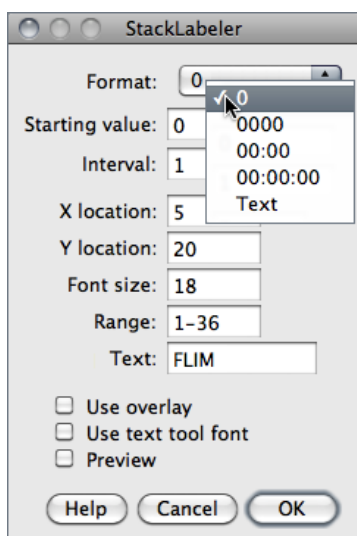 StackLabeler
Format: 0
✓ 0
0000
00:00
00:00:00
Text
Starting value: 0
Interval: 1
X location: 5
Y location: 20
Font size: 18
Range: 1-36
Text: FLIM
Use overlay
Use text tool font
Preview
Help Cancel OK